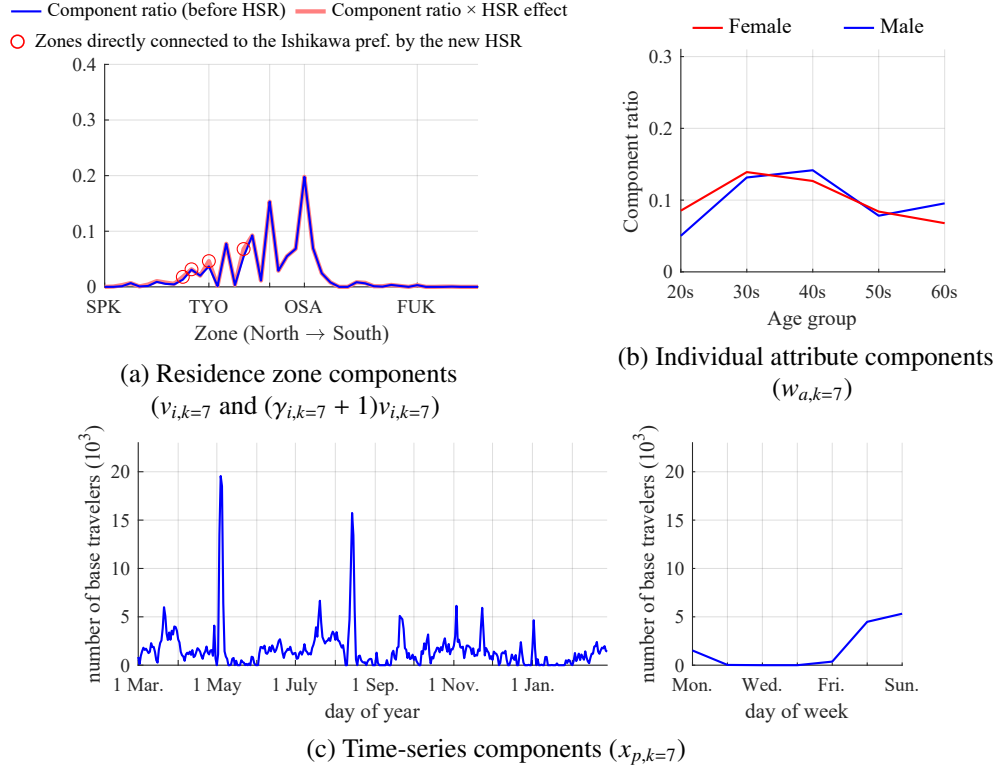 Component ratio (before HSR) Component ratio × HSR effect
Zones directly connected to the Ishikawa pref. by the new HSR
0.4
0.3
0.2
0.1
0
SPK TYO OSA FUK
Zone (North → South)
(a) Residence zone components
(v_{i,k=7} and (γ_{i,k=7} + 1)v_{i,k=7})
Female Male
Component ratio
0.3
0.2
0.1
0
20s 30s 40s 50s 60s
Age group
(b) Individual attribute components
(w_{a,k=7})
number of base travelers (10³)
20
15
10
5
0
1 Mar. 1 May 1 July 1 Sep. 1 Nov. 1 Jan.
day of year
number of base travelers (10³)
20
15
10
5
0
Mon. Wed. Fri. Sun.
day of week
(c) Time-series components (x_{p,k=7})